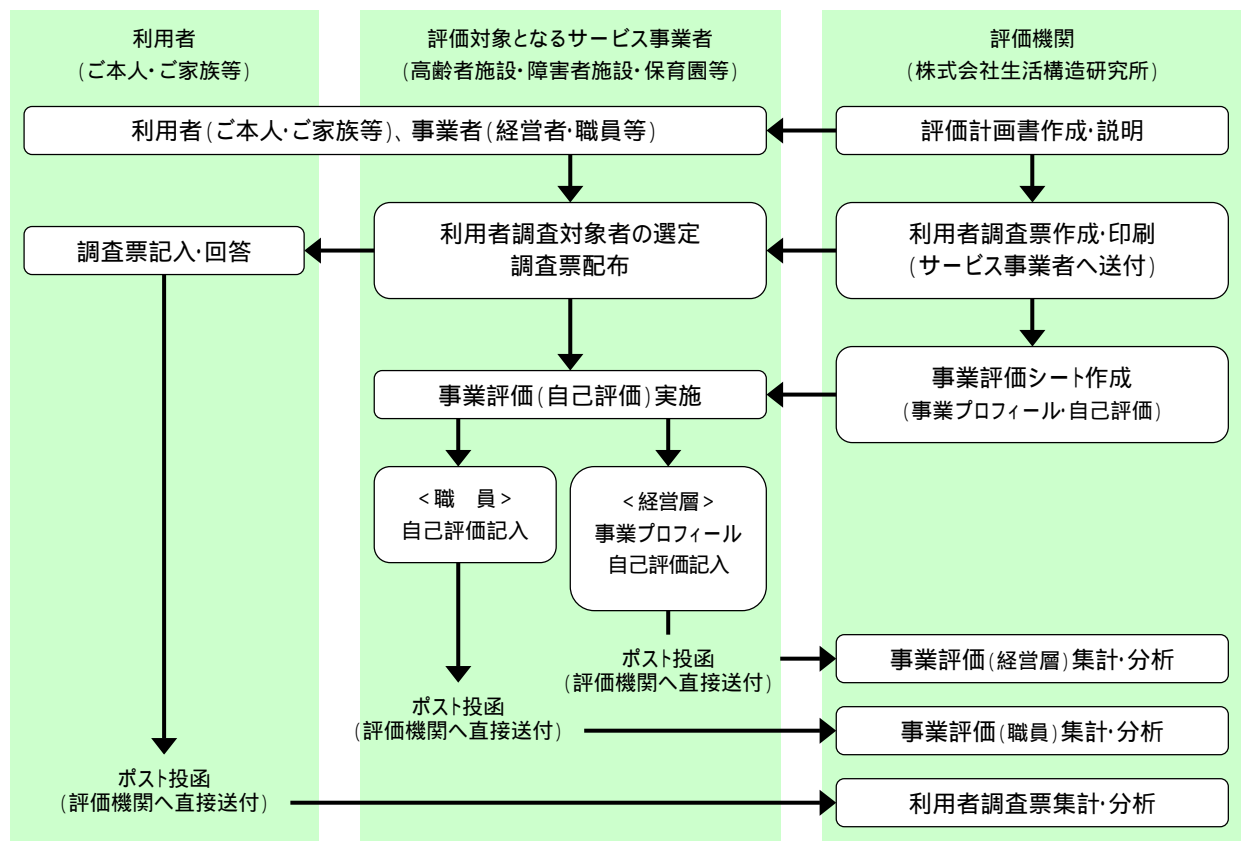 利用者
(ご本人・ご家族等)
評価対象となるサービス事業者
(高齢者施設・障害者施設・保育園等)
評価機関
(株式会社生活構造研究所)
利用者(ご本人・ご家族等)、事業者(経営者・職員等)
評価計画書作成・説明
調査票記入・回答
利用者調査対象者の選定
調査票配布
利用者調査票作成・印刷
(サービス事業者へ送付)
事業評価(自己評価)実施
事業評価シート作成
(事業プロフィール・自己評価)
<職　員>
自己評価記入
<経営層>
事業プロフィール
自己評価記入
ポスト投函
(評価機関へ直接送付)
事業評価(経営層)集計・分析
ポスト投函
(評価機関へ直接送付)
事業評価(職員)集計・分析
ポスト投函
(評価機関へ直接送付)
利用者調査票集計・分析